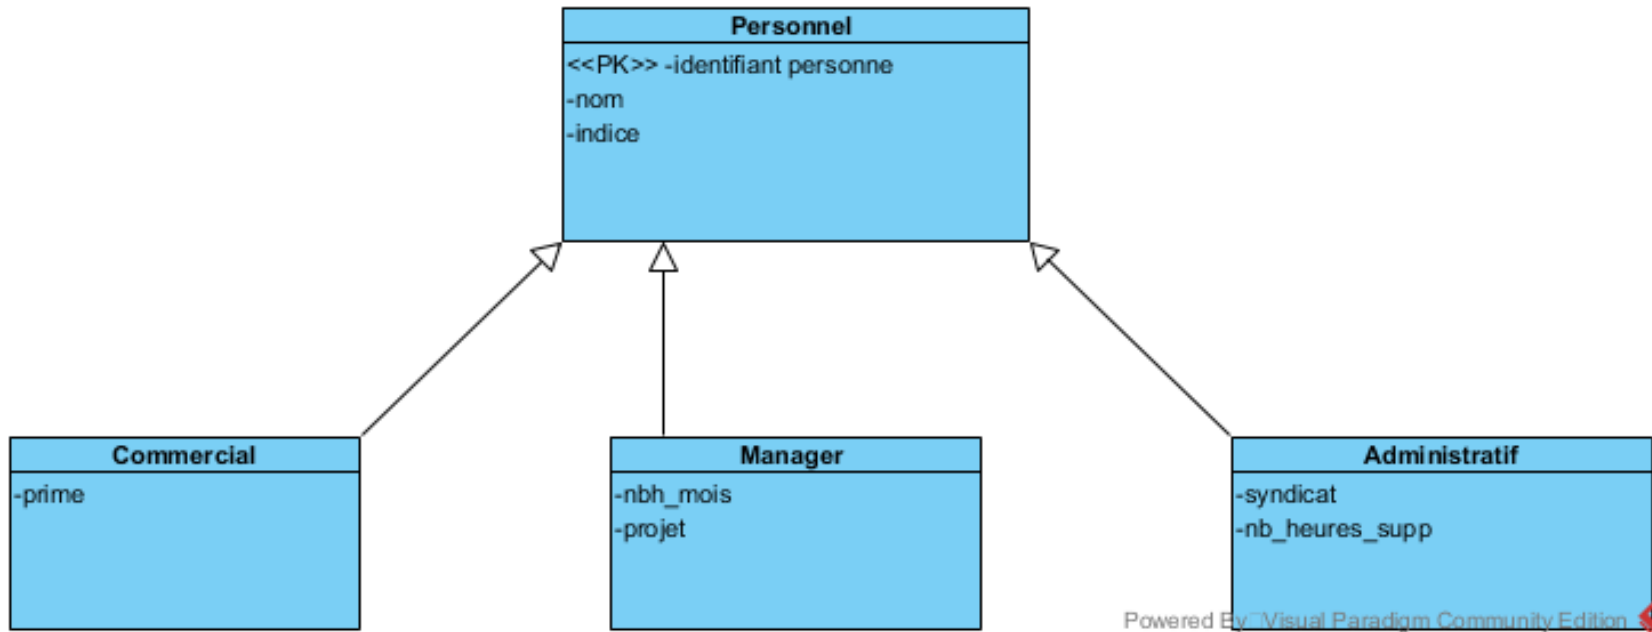 Personnel
<<PK>> -identifiant personne
-nom
-indice
Commercial
-prime
Manager
-nbh_mois
-projet
Administratif
-syndicat
-nb_heures_supp
Powered By Visual Paradigm Community Edition